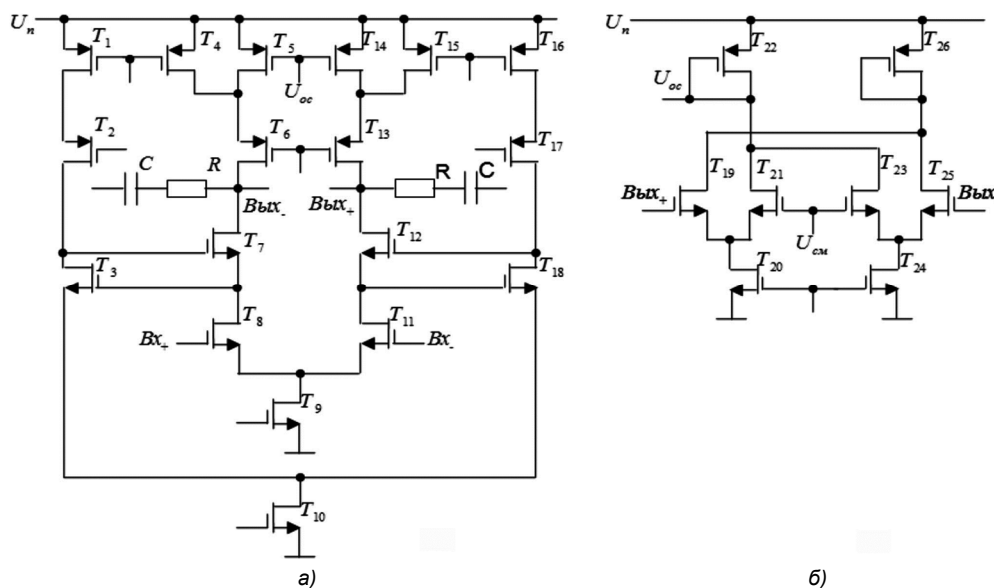 Uп
T1
T4
T5
T14
T15
T16
Uос
T2
T6
T13
T17
C
R
R
C
Вых-
Вых+
T7
T12
T3
T18
T8
T11
Вх+
Вх-
T9
T10
а)
Uп
T22
T26
Uос
T19
T21
T23
T25
Вых+
Вых
Uсм
T20
T24
б)